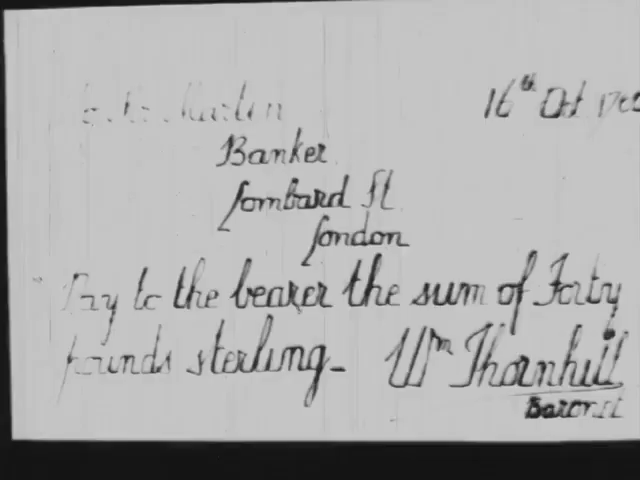 Martin 16th Oct
Banker
Lombard St
London
Pay to the bearer the sum of Forty
pounds sterling - Wm Thornhill
Baronet